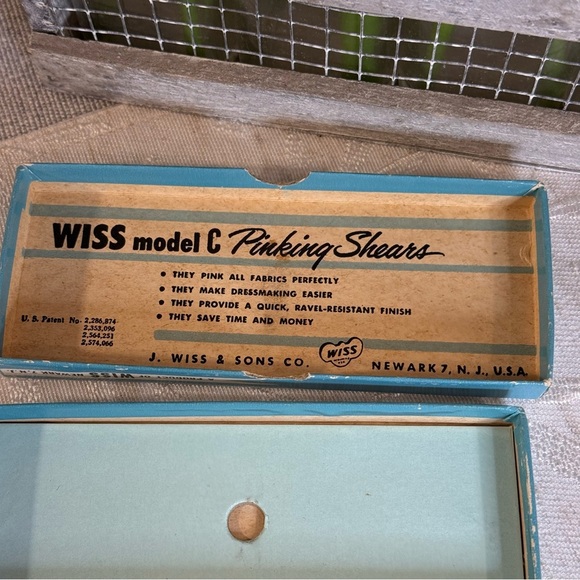 WISS model C Pinking Shears
• THEY PINK ALL FABRICS PERFECTLY
• THEY MAKE DRESSMAKING EASIER
• THEY PROVIDE A QUICK, RAVEL-RESISTANT FINISH
• THEY SAVE TIME AND MONEY
U. S. Patent No. 2,286,874
2,353,096
2,564,251
2,574,066
J. WISS & SONS CO.
WISS
NEWARK 7, N. J., U.S.A.
WISS